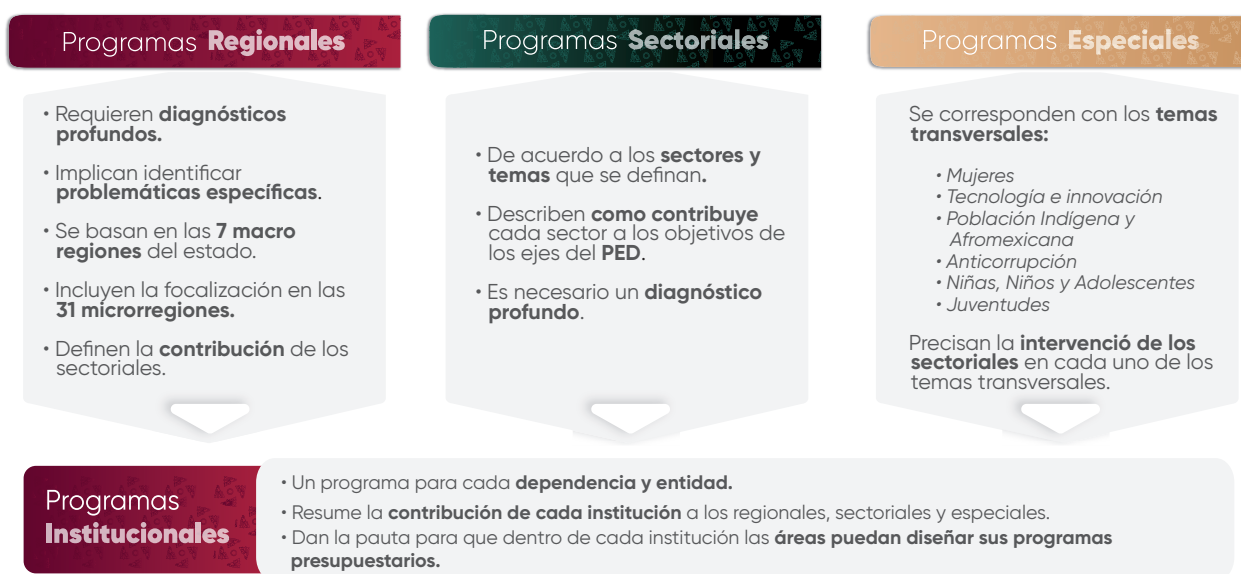 Programas Regionales
• Requieren diagnósticos
profundos.
• Implican identificar
problemáticas específicas.
• Se basan en las 7 macro
regiones del estado.
• Incluyen la focalización en las
31 microrregiones.
• Definen la contribución de los
sectoriales.
Programas Sectoriales
• De acuerdo a los sectores y
temas que se definan.
• Describen como contribuye
cada sector a los objetivos de
los ejes del PED.
• Es necesario un diagnóstico
profundo.
Programas Especiales
Se corresponden con los temas
transversales:
• Mujeres
• Tecnología e innovación
• Población Indígena y
Afromexicana
• Anticorrupción
• Niñas, Niños y Adolescentes
• Juventudes
Precisan la intervenció de los
sectoriales en cada uno de los
temas transversales.
Programas
Institucionales
• Un programa para cada dependencia y entidad.
• Resume la contribución de cada institución a los regionales, sectoriales y especiales.
• Dan la pauta para que dentro de cada institución las áreas puedan diseñar sus programas
presupuestarios.